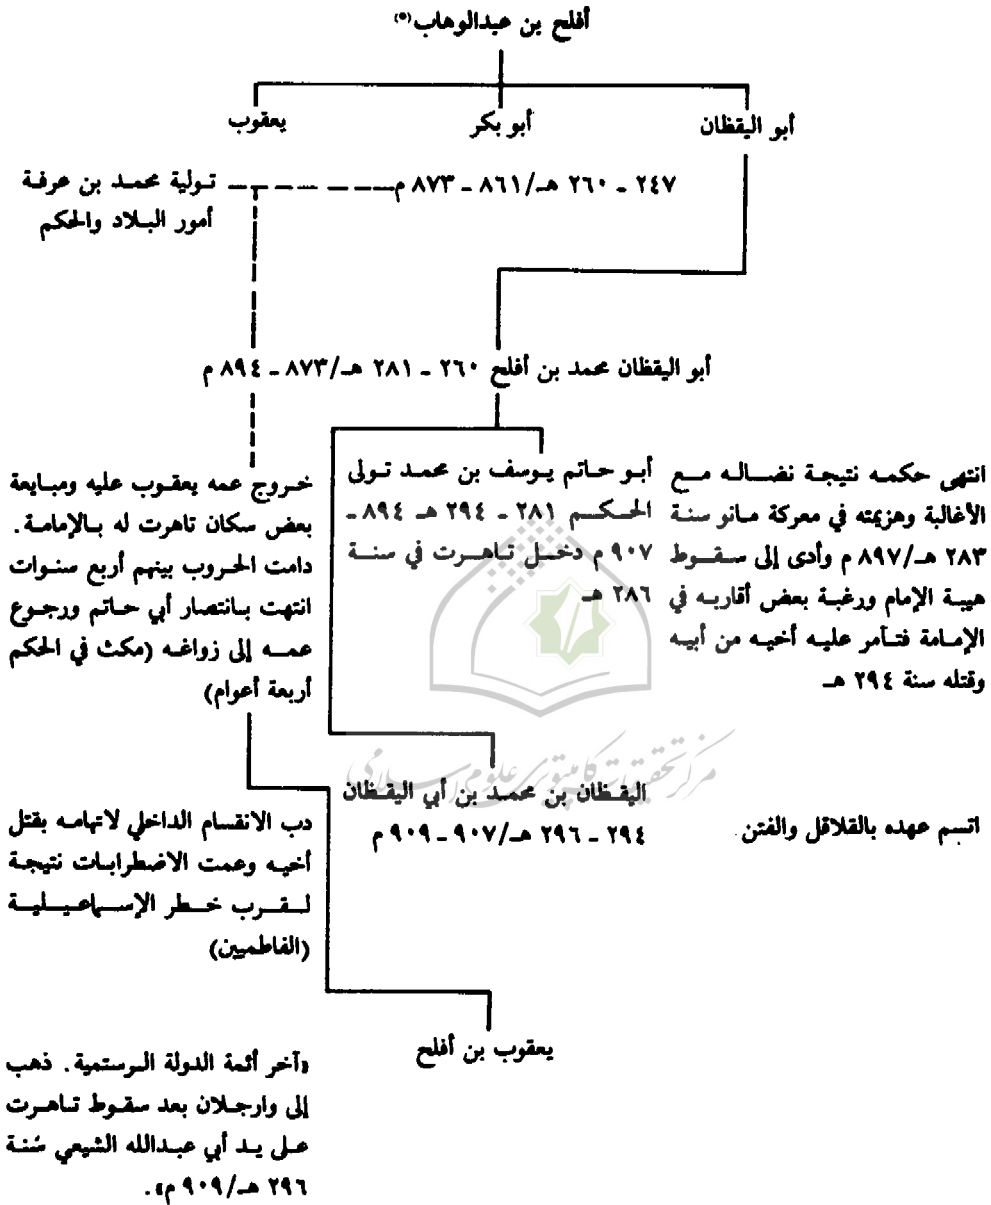 أفلح بن عبدالوهاب(*)
أبو اليقظان
أبو بكر
يعقوب
٢٤٧ ـ ٢٦٠ هـ/٨٦١ ـ ٨٧٣ م
تولية محمد بن عرفة
أمور البلاد والحكم
أبو اليقظان محمد بن أفلح ٢٦٠ ـ ٢٨١ هـ/٨٧٣ ـ ٨٩٤ م
انتهى حكمه نتيجة نضاله مع
الأغالبة وهزيمته في معركة مانو سنة
٢٨٣ هـ/٨٩٧ م وأدى إلى سقوط
هيبة الإمام ورغبة بعض أقاربه في
الإمامة فتآمر عليه أخيه من أبيه
وقتله سنة ٢٩٤ هـ
أبو حاتم يوسف بن محمد تولى
الحكم ٢٨١ ـ ٢٩٤ هـ ٨٩٤ ـ
٩٠٧ م دخل تاهرت في سنة
٢٨٦ هـ
خروج عمه يعقوب عليه ومبايعة
بعض سكان تاهرت له بالإمامة.
دامت الحروب بينهم أربع سنوات
انتهت بانتصار أبي حاتم ورجوع
عمه إلى زواغه (مكث في الحكم
أربعة أعوام)
مركز تحقيقات كامپيوتری علوم اسلامی
اتسم عهده بالقلاقل والفتن.
اليقظان بن محمد بن أبي اليقظان
٢٩٤ ـ ٢٩٦ هـ/٩٠٧ ـ ٩٠٩ م
دب الانقسام الداخلي لاتهامه بقتل
أخيه وعمت الاضطرابات نتيجة
لقرب خطر الإسماعيلية
(الفاطميين)
يعقوب بن أفلح
«آخر أئمة الدولة الرستمية. ذهب
إلى وارجلان بعد سقوط تاهرت
على يد أبي عبدالله الشيعي سُنة
٢٩٦ هـ/٩٠٩ م».